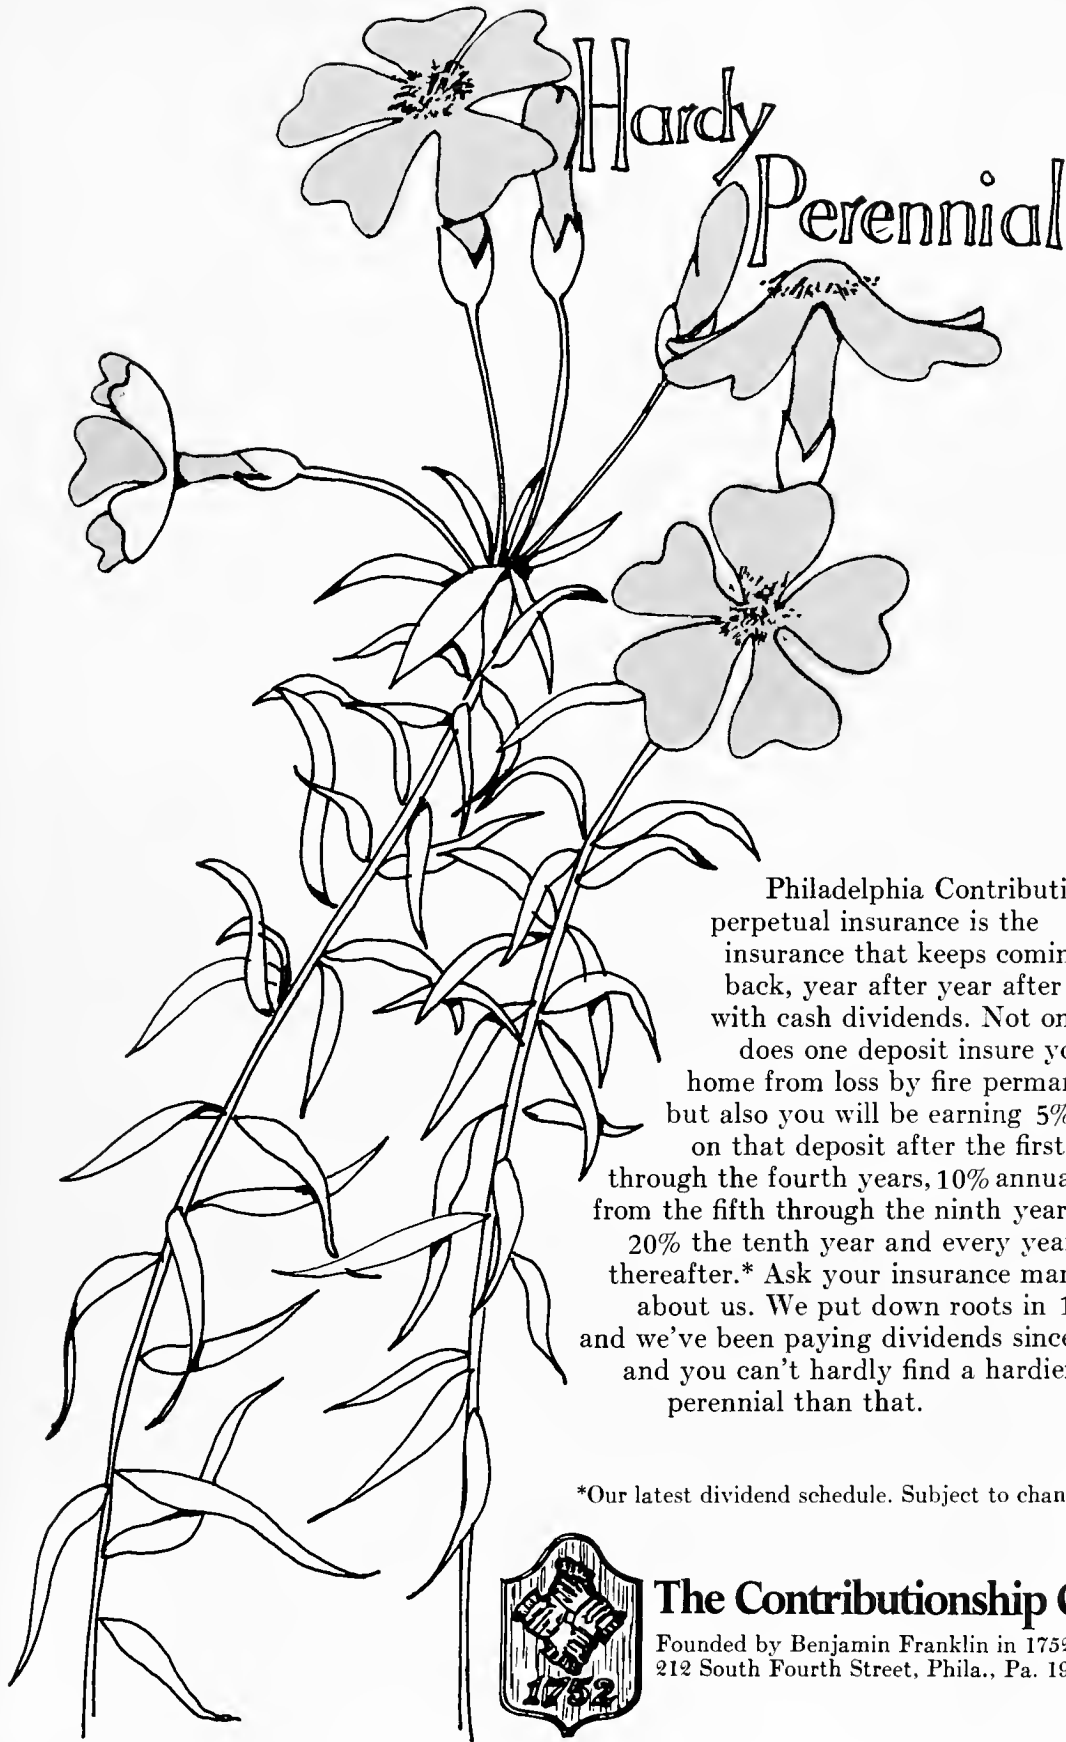 Hardy
Perennial
Philadelphia Contributi
perpetual insurance is the
insurance that keeps comin
back, year after year after
with cash dividends. Not on
does one deposit insure yo
home from loss by fire perma
but also you will be earning 5%
on that deposit after the first
through the fourth years, 10% annua
from the fifth through the ninth year
20% the tenth year and every yea
thereafter.* Ask your insurance man
about us. We put down roots in 1
and we've been paying dividends since
and you can't hardly find a hardie
perennial than that.
*Our latest dividend schedule. Subject to chan
1752
The Contributionship
Founded by Benjamin Franklin in 1752
212 South Fourth Street, Phila., Pa. 19